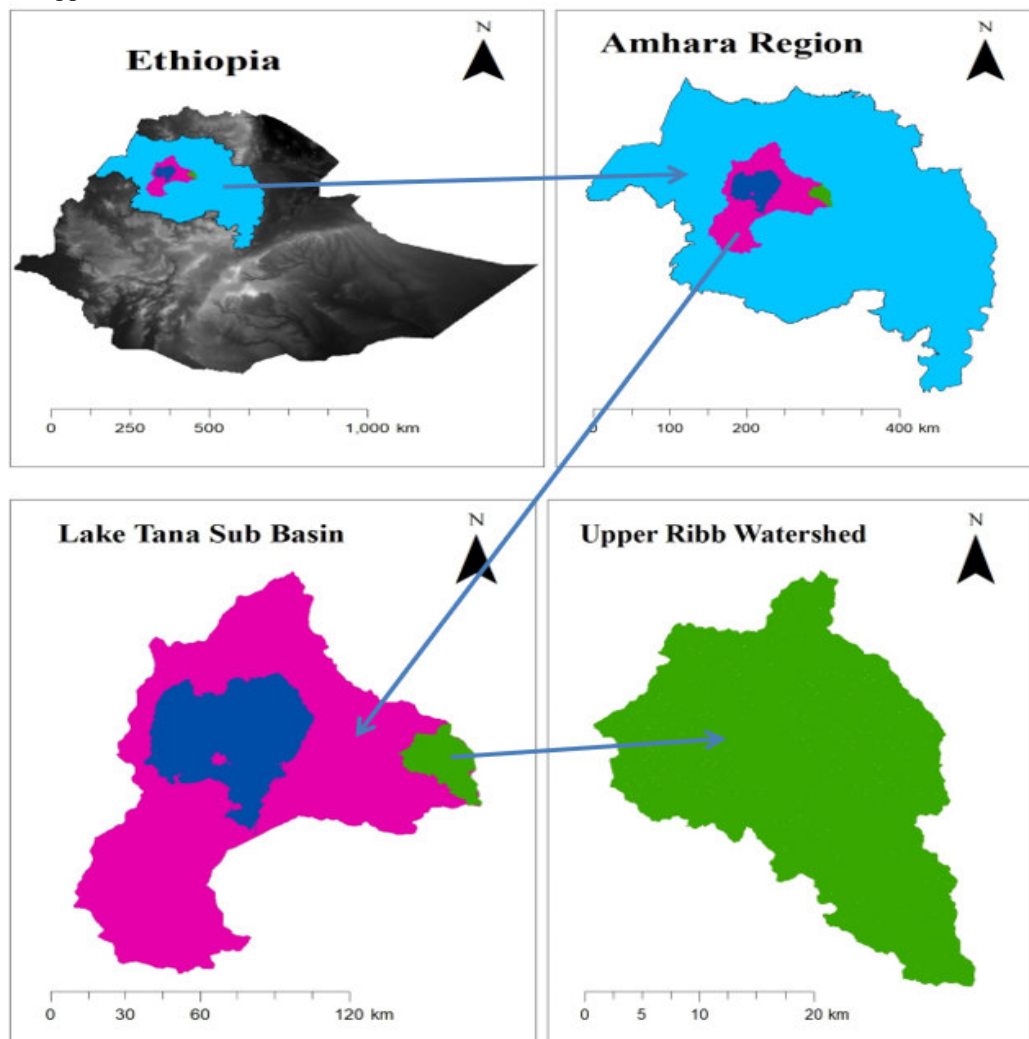 N
Ethiopia
0 250 500 1,000 km
N
Amhara Region
0 100 200 400 km
N
Lake Tana Sub Basin
0 30 60 120 km
N
Upper Ribb Watershed
0 5 10 20 km